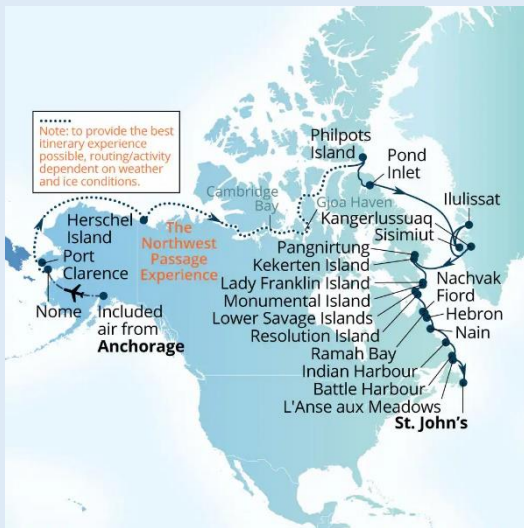 Note: to provide the best
itinerary experience
possible, routing/activity
dependent on weather
and ice conditions.
Philpots
Island
Pond
Inlet
Cambridge
Bay
Gjoa Haven
Ilulissat
Kangerlussuaq
Sisimiut
Herschel
Island
The
Northwest
Passage
Experience
Port
Clarence
Nome
Included
air from
Anchorage
Pangnirtung
Kekerten Island
Lady Franklin Island
Monumental Island
Lower Savage Islands
Resolution Island
Ramah Bay
Indian Harbour
Battle Harbour
L'Anse aux Meadows
Nachvak
Fiord
Hebron
Nain
St. John's